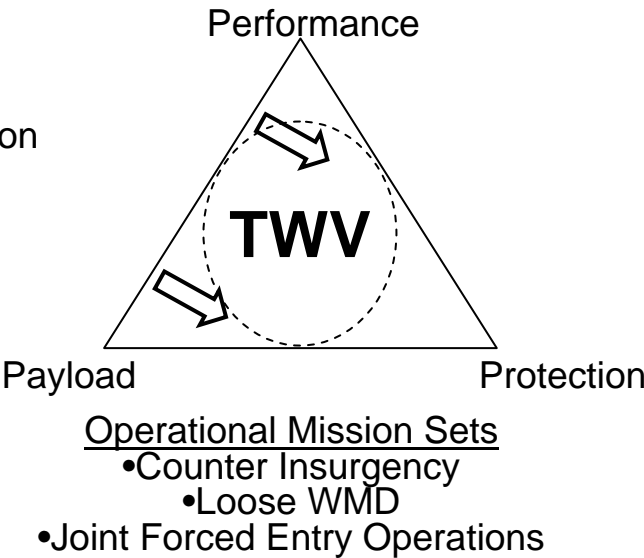 Performance
on
TWV
Payload Protection
Operational Mission Sets
•Counter Insurgency
•Loose WMD
•Joint Forced Entry Operations